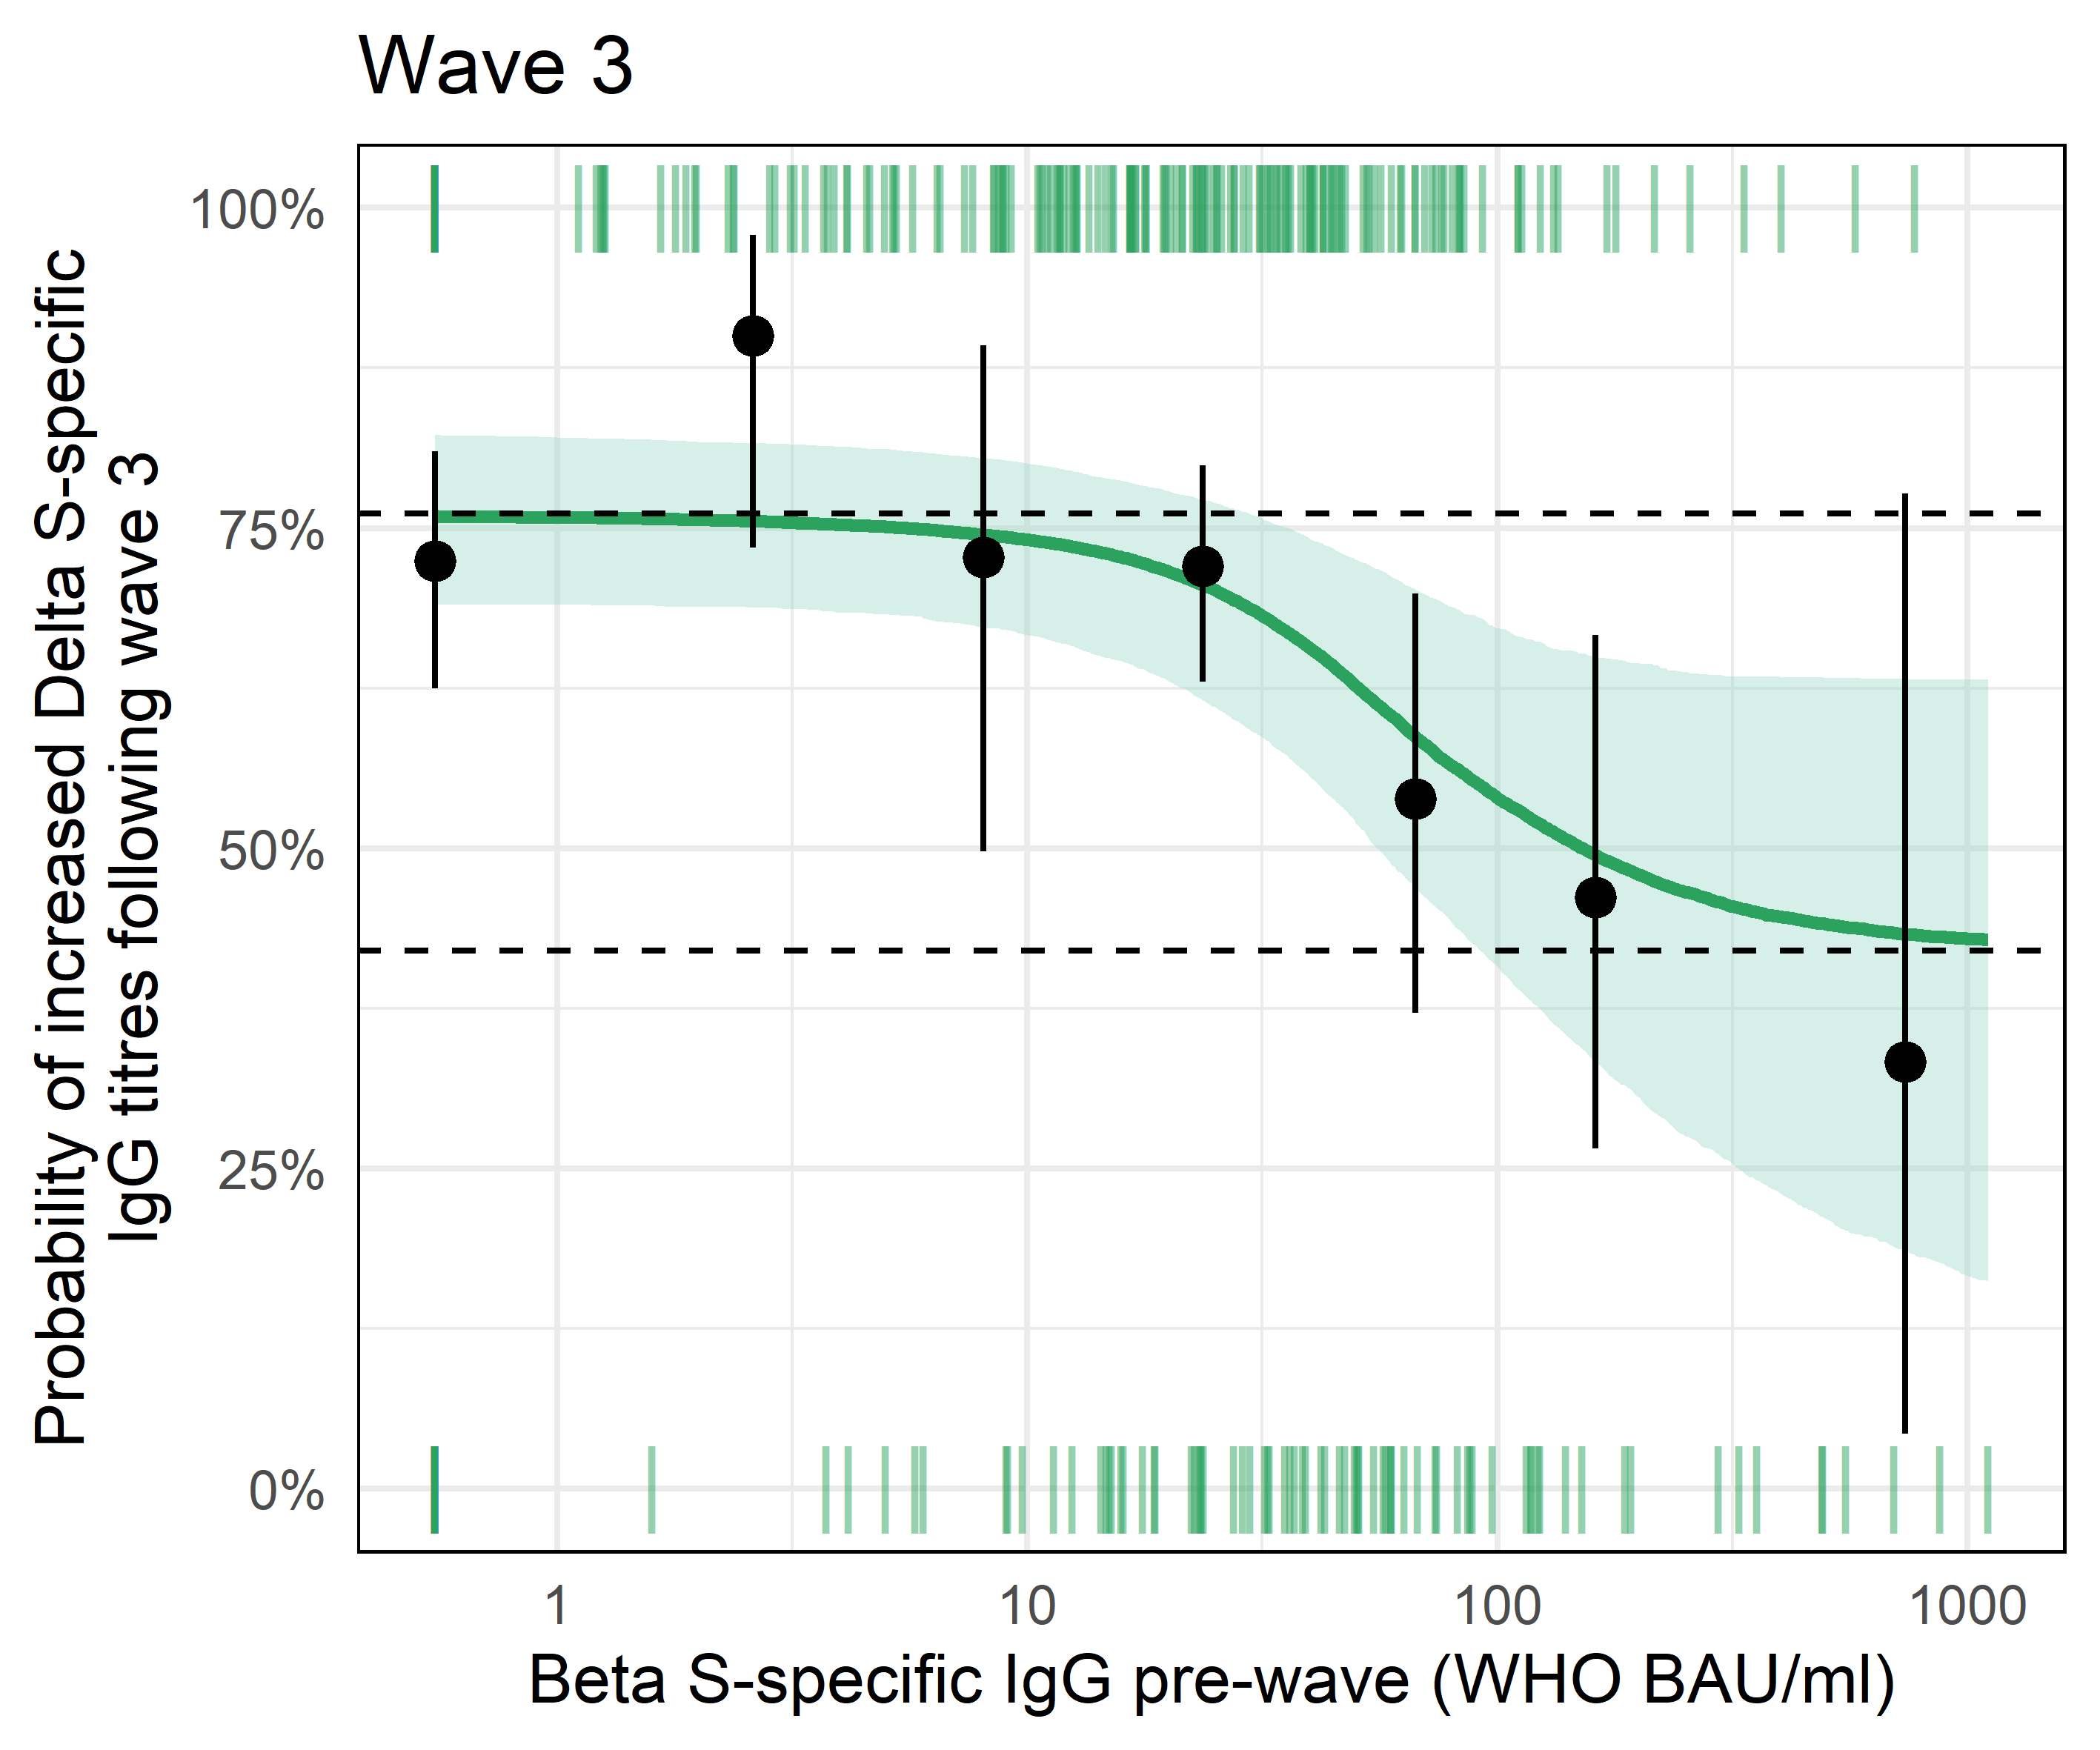 Wave 3
Probability of increased Delta S-specific
IgG titres following wave 3
100%
75%
50%
25%
0%
1 10 100 1000
Beta S-specific IgG pre-wave (WHO BAU/ml)